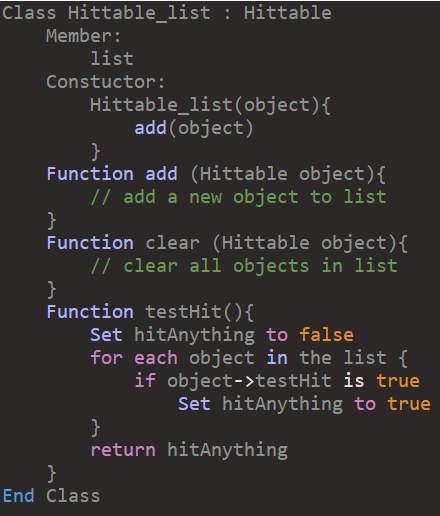 Class Hittable_list : Hittable
Member:
list
Constuctor:
Hittable_list(object){
add(object)
}
Function add (Hittable object){
// add a new object to list
}
Function clear (Hittable object){
// clear all objects in list
}
Function testHit(){
Set hitAnything to false
for each object in the list {
if object->testHit is true
Set hitAnything to true
}
return hitAnything
}
End Class